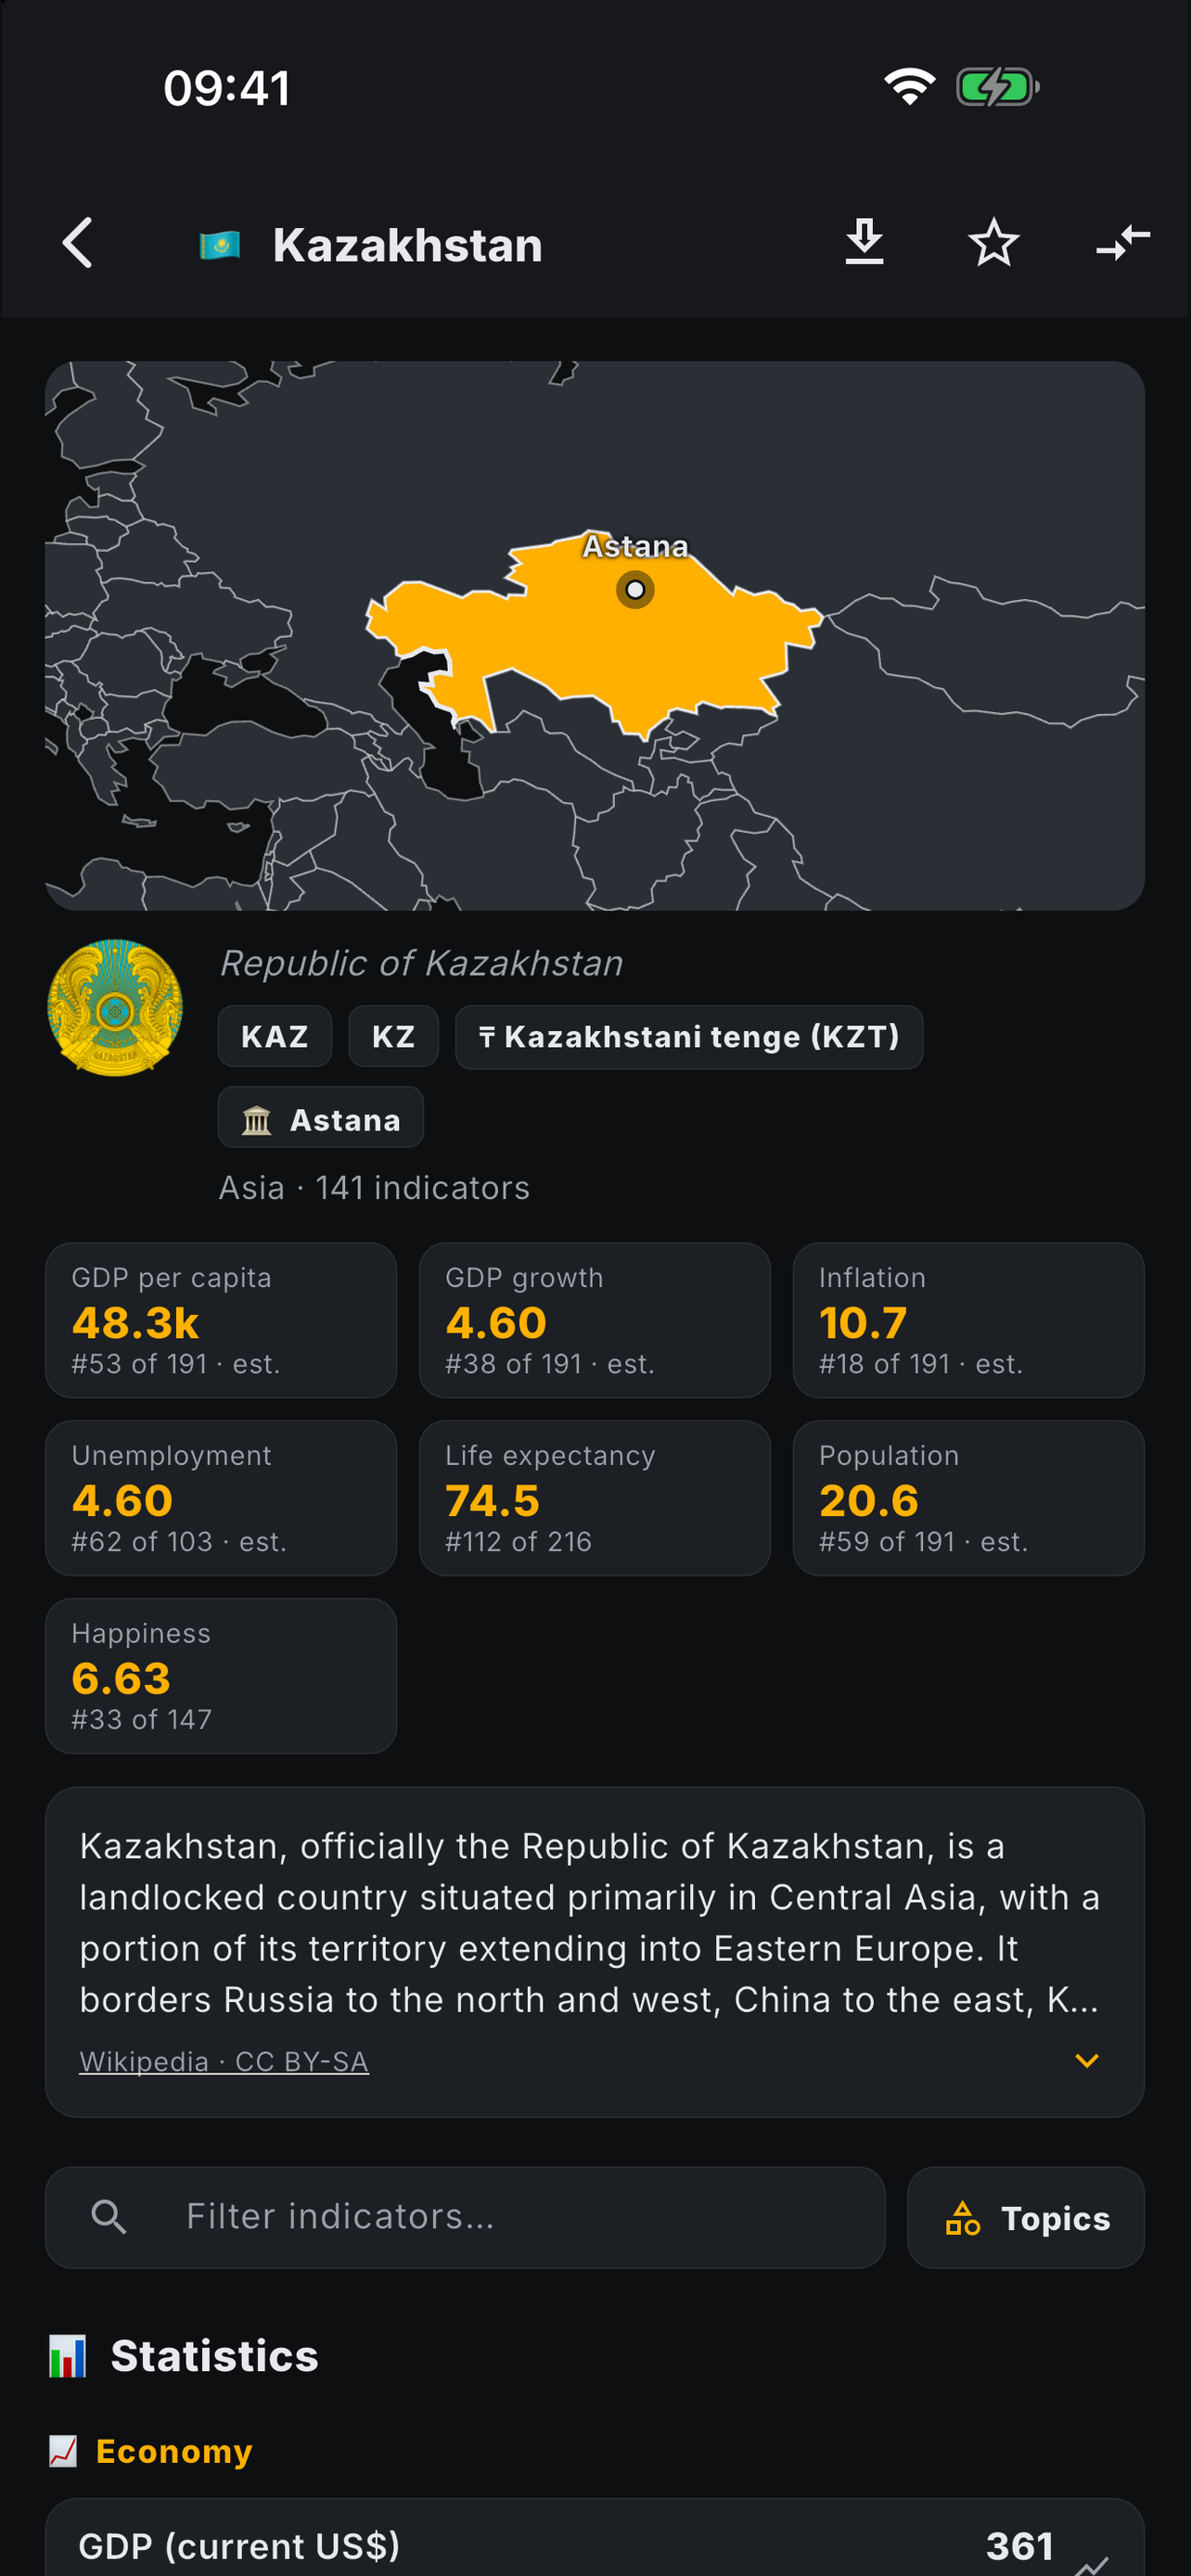 09:41
Kazakhstan
Astana
Republic of Kazakhstan
KAZ KZ ₸ Kazakhstani tenge (KZT)
Astana
Asia · 141 indicators
GDP per capita GDP growth Inflation
48.3k 4.60 10.7
#53 of 191 · est. #38 of 191 · est. #18 of 191 · est.
Unemployment Life expectancy Population
4.60 74.5 20.6
#62 of 103 · est. #112 of 216 #59 of 191 · est.
Happiness
6.63
#33 of 147
Kazakhstan, officially the Republic of Kazakhstan, is a
landlocked country situated primarily in Central Asia, with a
portion of its territory extending into Eastern Europe. It
borders Russia to the north and west, China to the east, K...
Wikipedia · CC BY-SA
Filter indicators... Topics
Statistics
Economy
GDP (current US$) 361